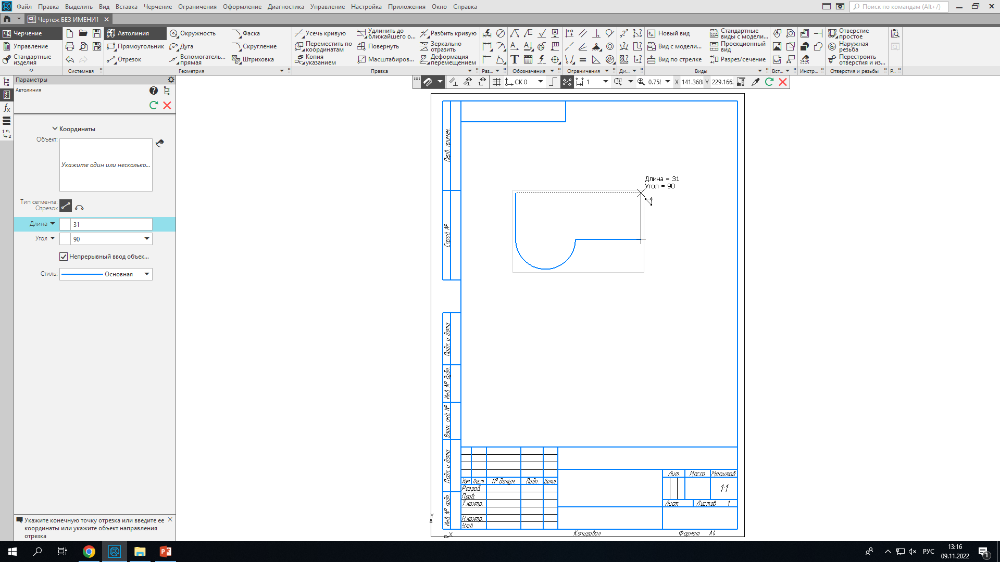 Файл Правка Выделить Вид Вставка Черчение Ограничения Оформление Диагностика Управление Настройка Приложения Окно Справка
Поиск по командам (Alt+/)
Чертеж БЕЗ ИМЕНИ1
Черчение
Управление
Стандартные изделия
Системная
Автолиния
Прямоугольник
Отрезок
Окружность
Дуга
Вспомогатель... прямая
Фаска
Скругление
Штриховка
Геометрия
Усечь кривую
Переместить по координатам
Копия указанием
Удлинить до ближайшего о...
Повернуть
Масштабиров...
Разбить кривую
Зеркально отразить
Деформация перемещением
Правка
Раз...
Обозначения
Ограничения
Ди...
Новый вид
Вид с модели...
Вид по стрелке
Стандартные виды с модели...
Проекционный вид
Разрез/сечение
Виды
Вст...
Инстр...
Отверстие простое
Наружная резьба
Перестроить отверстия и из...
Отверстия и резьбы
Р...
Параметры
Автолиния
СК 0
1
0.758
X 141.368
Y 229.166
Координаты
Объект:
Укажите один или несколько...
Тип сегмента:
Отрезок
Длина 31
Угол 90
Непрерывный ввод объек...
Стиль: Основная
Укажите конечную точку отрезка или введите ее
координаты или укажите объект направления
отрезка
Длина = 31
Угол = 90
Перв. примен.
Справ. №
Подп. и дата
Инв. № дубл.
Взам. инв. №
Подп. и дата
Инв. № подл.
Изм. Лист № докум. Подп. Дата
Разраб.
Пров.
Т.контр.
Н.контр.
Утв.
Лит. Масса Масштаб
1:1
Лист Листов 1
Копировал Формат А4
Y
X
РУС
13:16
09.11.2022
1